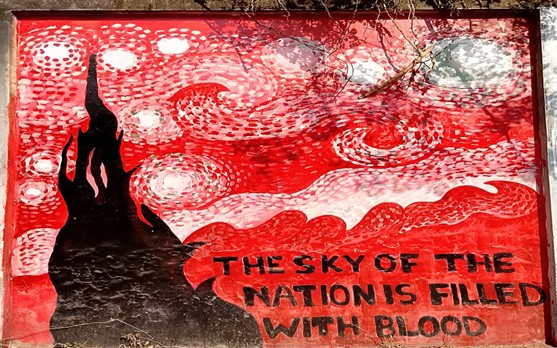 THE SKY OF THE
NATION IS FILLED
WITH BLOOD